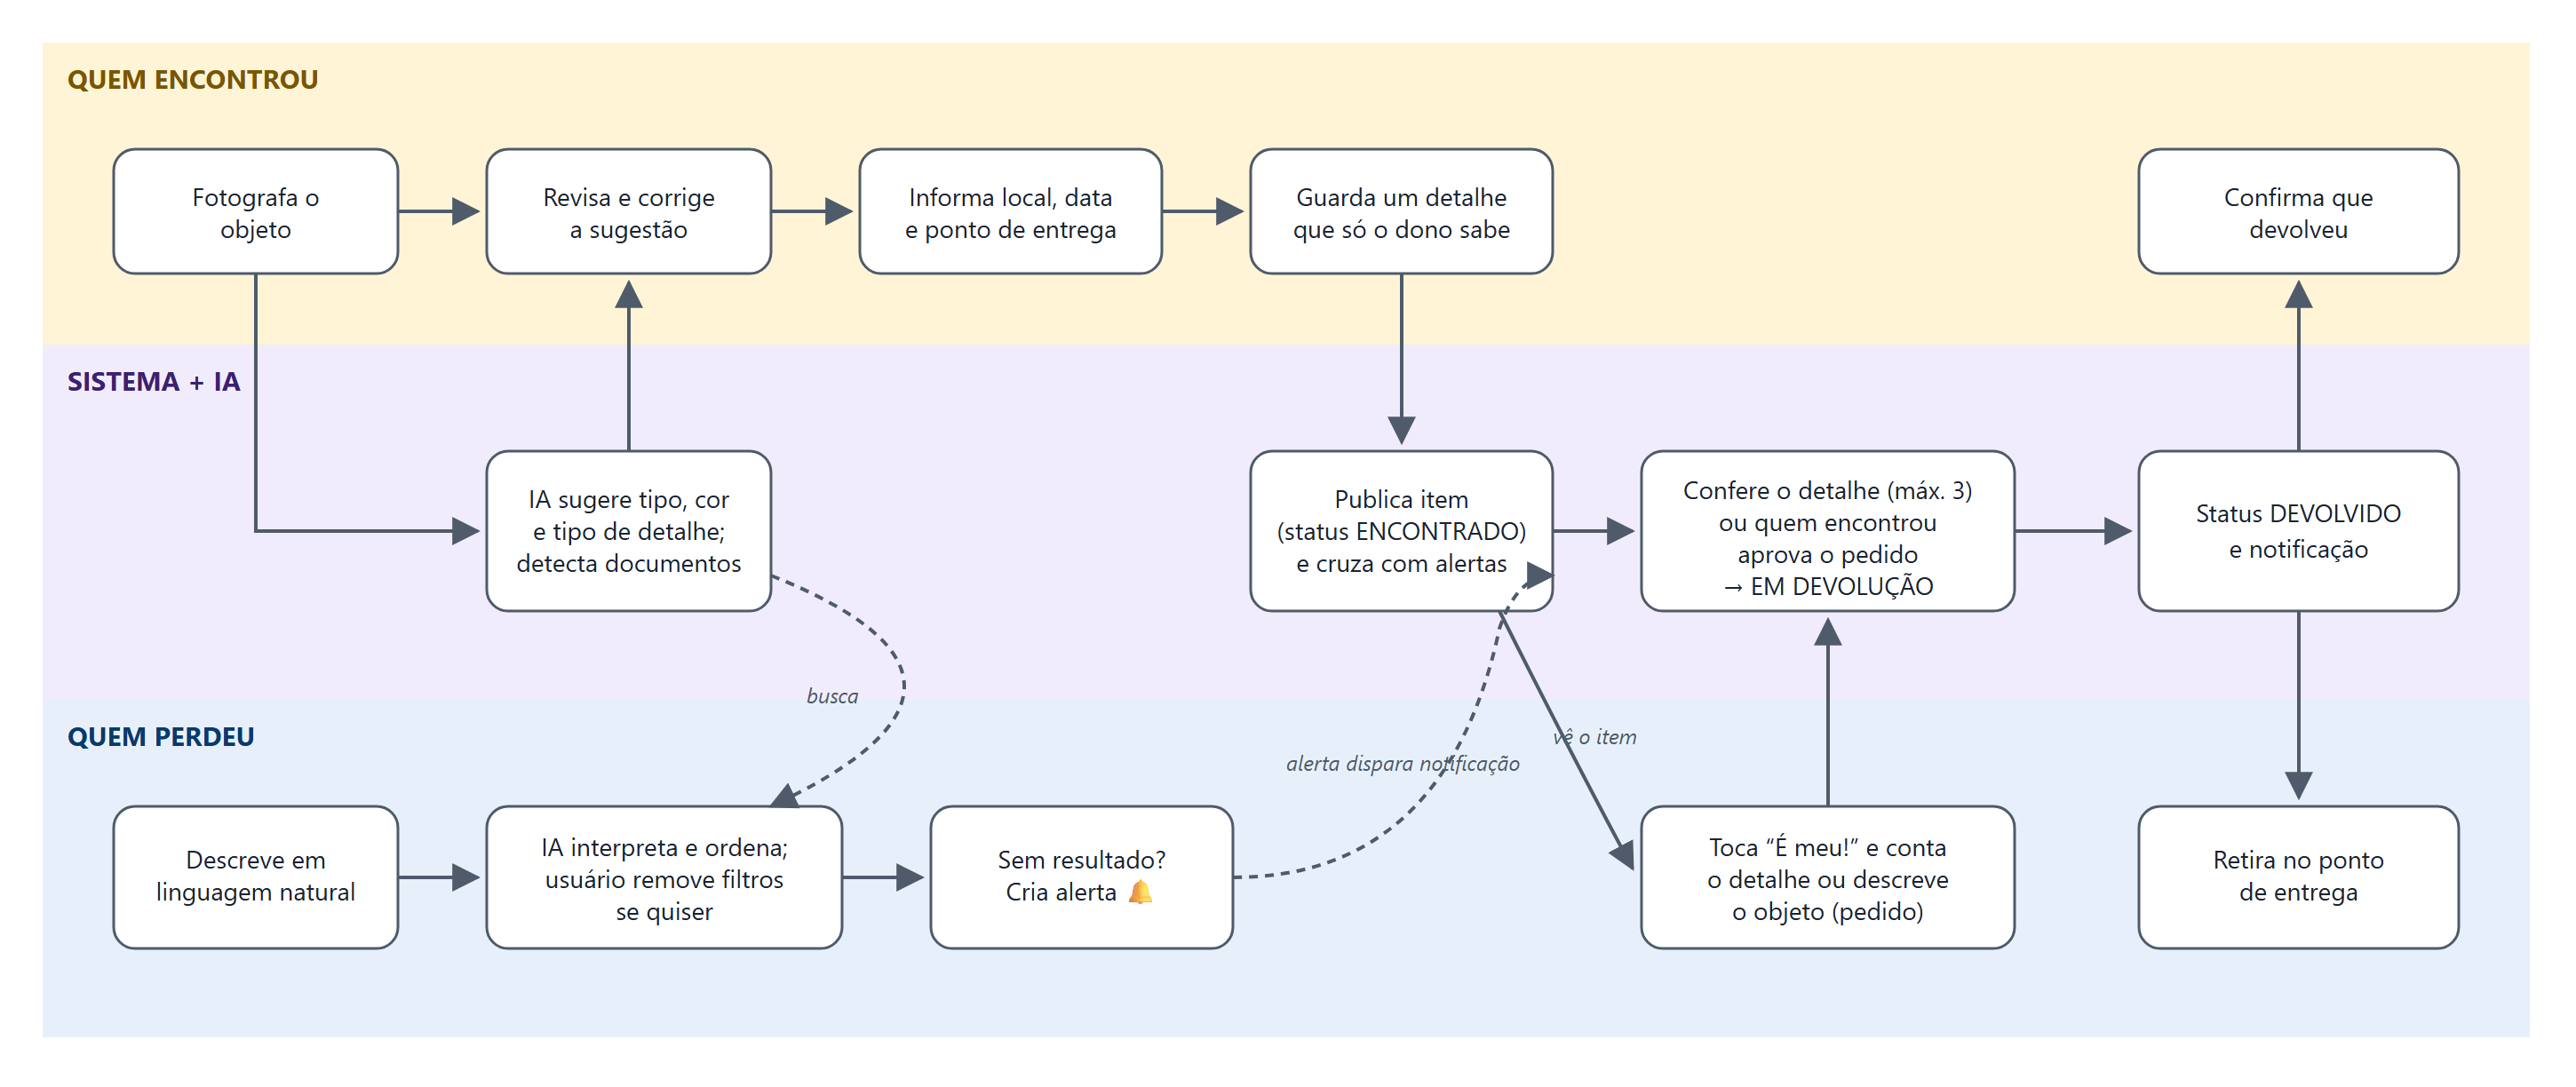 QUEM ENCONTROU
Fotografa o
objeto
Revisa e corrige
a sugestão
Informa local, data
e ponto de entrega
Guarda um detalhe
que só o dono sabe
Confirma que
devolveu
SISTEMA + IA
IA sugere tipo, cor
e tipo de detalhe;
detecta documentos
Publica item
(status ENCONTRADO)
e cruza com alertas
Confere o detalhe (máx. 3)
ou quem encontrou
aprova o pedido
→ EM DEVOLUÇÃO
Status DEVOLVIDO
e notificação
busca
QUEM PERDEU
vê o item
alerta dispara notificação
Descreve em
linguagem natural
IA interpreta e ordena;
usuário remove filtros
se quiser
Sem resultado?
Cria alerta 🔔
Toca “É meu!” e conta
o detalhe ou descreve
o objeto (pedido)
Retira no ponto
de entrega